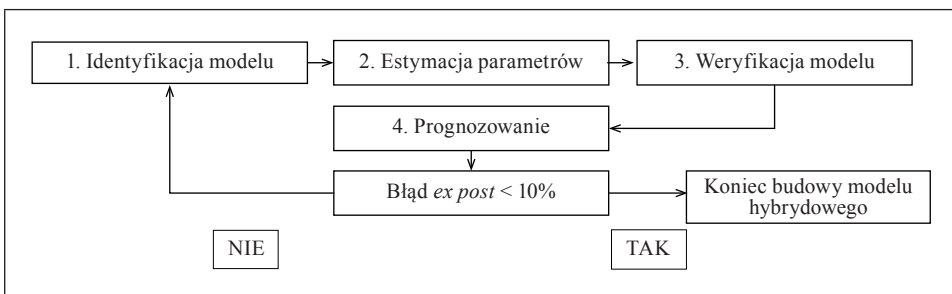 1. Identyfikacja modelu
2. Estymacja parametrów
3. Weryfikacja modelu
4. Prognozowanie
Błąd ex post < 10%
Koniec budowy modelu
hybrydowego
NIE
TAK